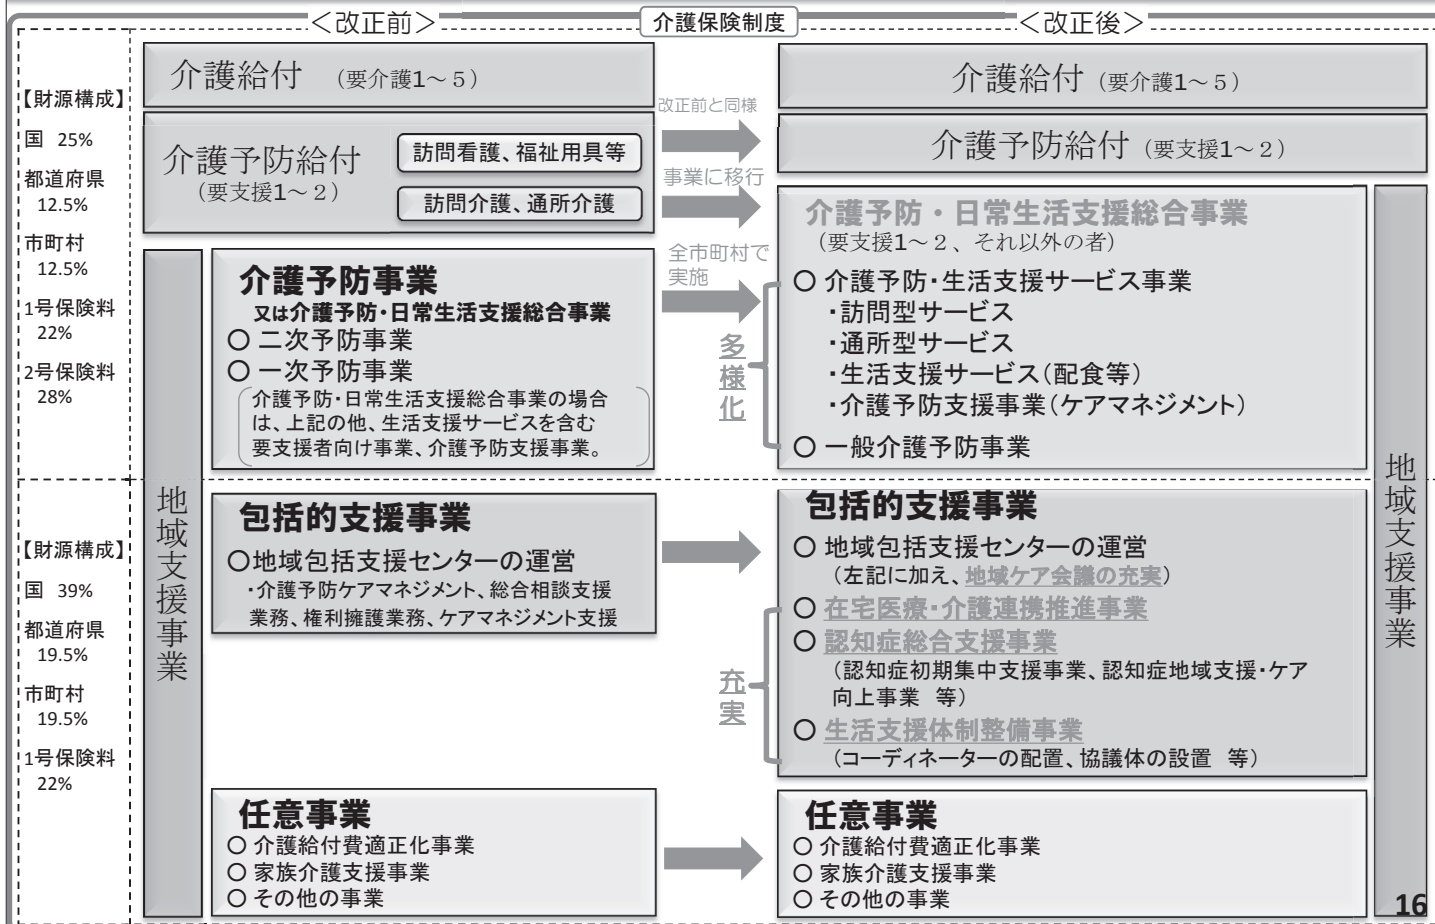 ＜改正前＞
介護保険制度
＜改正後＞
【財源構成】
国 25%
都道府県
12.5%
市町村
12.5%
1号保険料
22%
2号保険料
28%
介護給付 （要介護1～5）
介護予防給付
（要支援1～2）
訪問看護、福祉用具等
訪問介護、通所介護
改正前と同様
事業に移行
全市町村で
実施
介護給付（要介護1～5）
介護予防給付（要支援1～2）
地域支援事業
介護予防事業
又は介護予防・日常生活支援総合事業
○ 二次予防事業
○ 一次予防事業
介護予防・日常生活支援総合事業の場合
は、上記の他、生活支援サービスを含む
要支援者向け事業、介護予防支援事業。
多様化
介護予防・日常生活支援総合事業
（要支援1～2、それ以外の者）
○ 介護予防・生活支援サービス事業
・訪問型サービス
・通所型サービス
・生活支援サービス（配食等）
・介護予防支援事業（ケアマネジメント）
○ 一般介護予防事業
地域支援事業
【財源構成】
国 39%
都道府県
19.5%
市町村
19.5%
1号保険料
22%
包括的支援事業
○地域包括支援センターの運営
・介護予防ケアマネジメント、総合相談支援
業務、権利擁護業務、ケアマネジメント支援
充実
包括的支援事業
○ 地域包括支援センターの運営
（左記に加え、地域ケア会議の充実）
○ 在宅医療・介護連携推進事業
○ 認知症総合支援事業
（認知症初期集中支援事業、認知症地域支援・ケア
向上事業 等）
○ 生活支援体制整備事業
（コーディネーターの配置、協議体の設置 等）
任意事業
○ 介護給付費適正化事業
○ 家族介護支援事業
○ その他の事業
任意事業
○ 介護給付費適正化事業
○ 家族介護支援事業
○ その他の事業
16